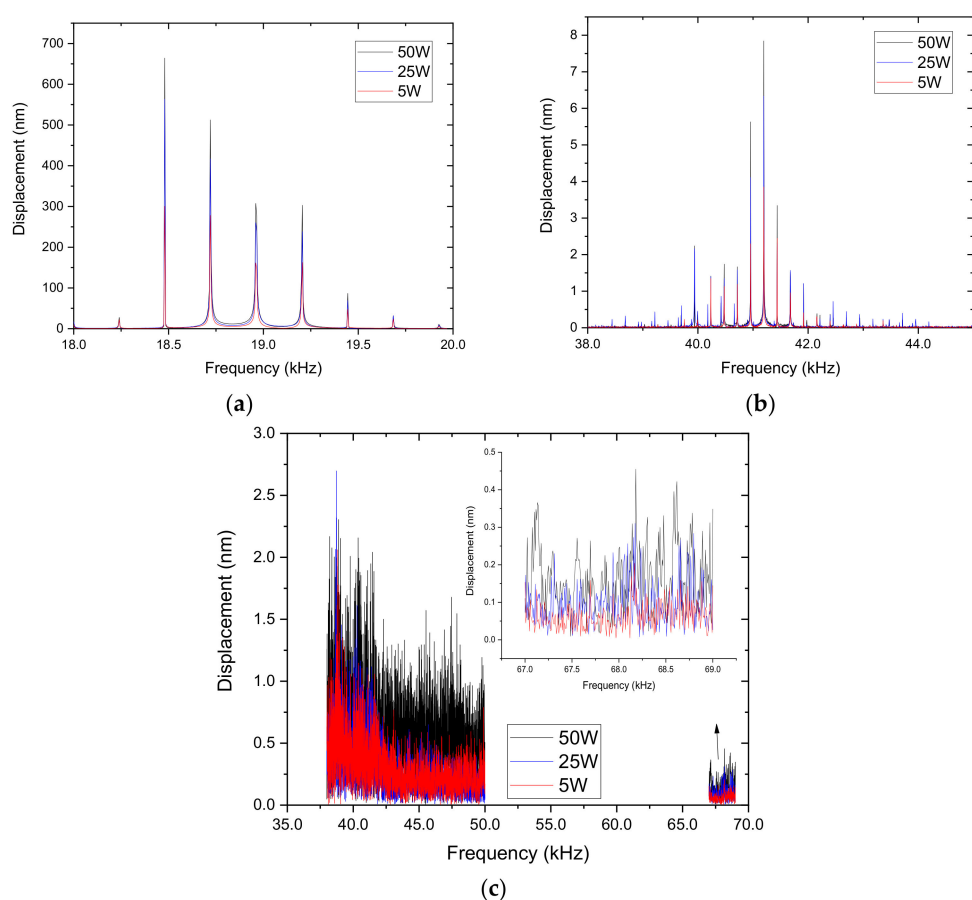 700
600
500
400
300
200
100
0
Displacement (nm)
50W
25W
5W
18.0 18.5 19.0 19.5 20.0
Frequency (kHz)
(a)
8
7
6
5
4
3
2
1
0
Displacement (nm)
50W
25W
5W
38.0 40.0 42.0 44.0
Frequency (kHz)
(b)
3.0
2.5
2.0
1.5
1.0
0.5
0.0
Displacement (nm)
0.5
0.4
0.3
0.2
0.1
0.0
Displacement (nm)
67.0 67.5 68.0 68.5 69.0
Frequency (kHz)
50W
25W
5W
35.0 40.0 45.0 50.0 55.0 60.0 65.0 70.0
Frequency (kHz)
(c)